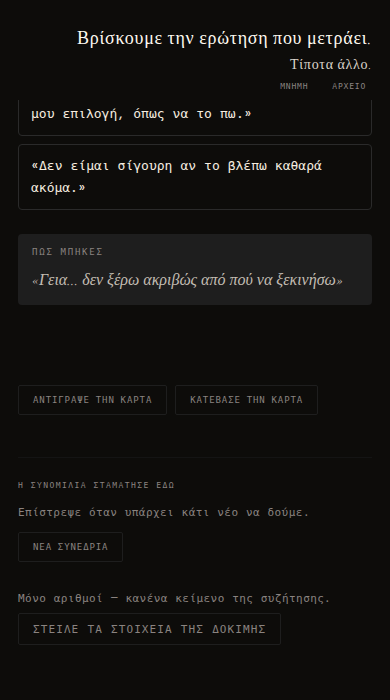 Βρίσκουμε την ερώτηση που μετράει.
Τίποτα άλλο.
ΜΝΗΜΗ ΑΡΧΕΙΟ
μου επιλογή, όπως να το πω.»
«Δεν είμαι σίγουρη αν το βλέπω καθαρά
ακόμα.»
ΠΩΣ ΜΠΗΚΕΣ
«Γεια... δεν ξέρω ακριβώς από πού να ξεκινήσω»
ΑΝΤΙΓΡΑΨΕ ΤΗΝ ΚΑΡΤΑ ΚΑΤΕΒΑΣΕ ΤΗΝ ΚΑΡΤΑ
Η ΣΥΝΟΜΙΛΙΑ ΣΤΑΜΑΤΗΣΕ ΕΔΩ
Επίστρεψε όταν υπάρχει κάτι νέο να δούμε.
ΝΕΑ ΣΥΝΕΔΡΙΑ
Μόνο αριθμοί — κανένα κείμενο της συζήτησης.
ΣΤΕΙΛΕ ΤΑ ΣΤΟΙΧΕΙΑ ΤΗΣ ΔΟΚΙΜΗΣ